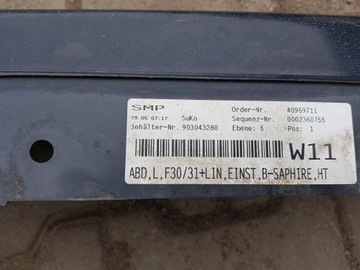 SMP
Order-Nr. 40969711
29.06 07:17 SuKo Sequenz-Nr. 0002360756
Behälter-Nr. 903043280 Ebene: 6 Pos: 1
W11
ABD,L,F30/31+LIN,EINST,B-SAPHIRE,HT